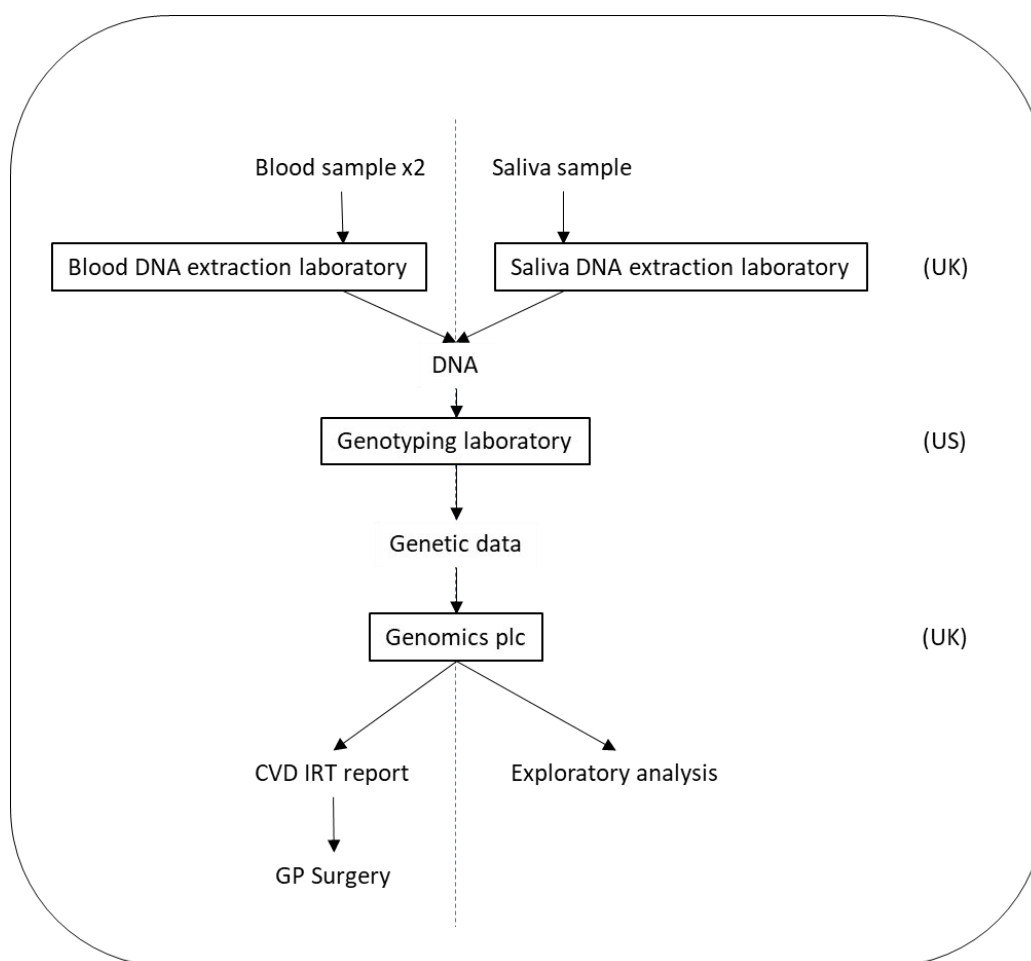 Blood sample x2
Saliva sample
Blood DNA extraction laboratory
Saliva DNA extraction laboratory
(UK)
DNA
Genotyping laboratory
(US)
Genetic data
Genomics plc
(UK)
CVD IRT report
Exploratory analysis
GP Surgery